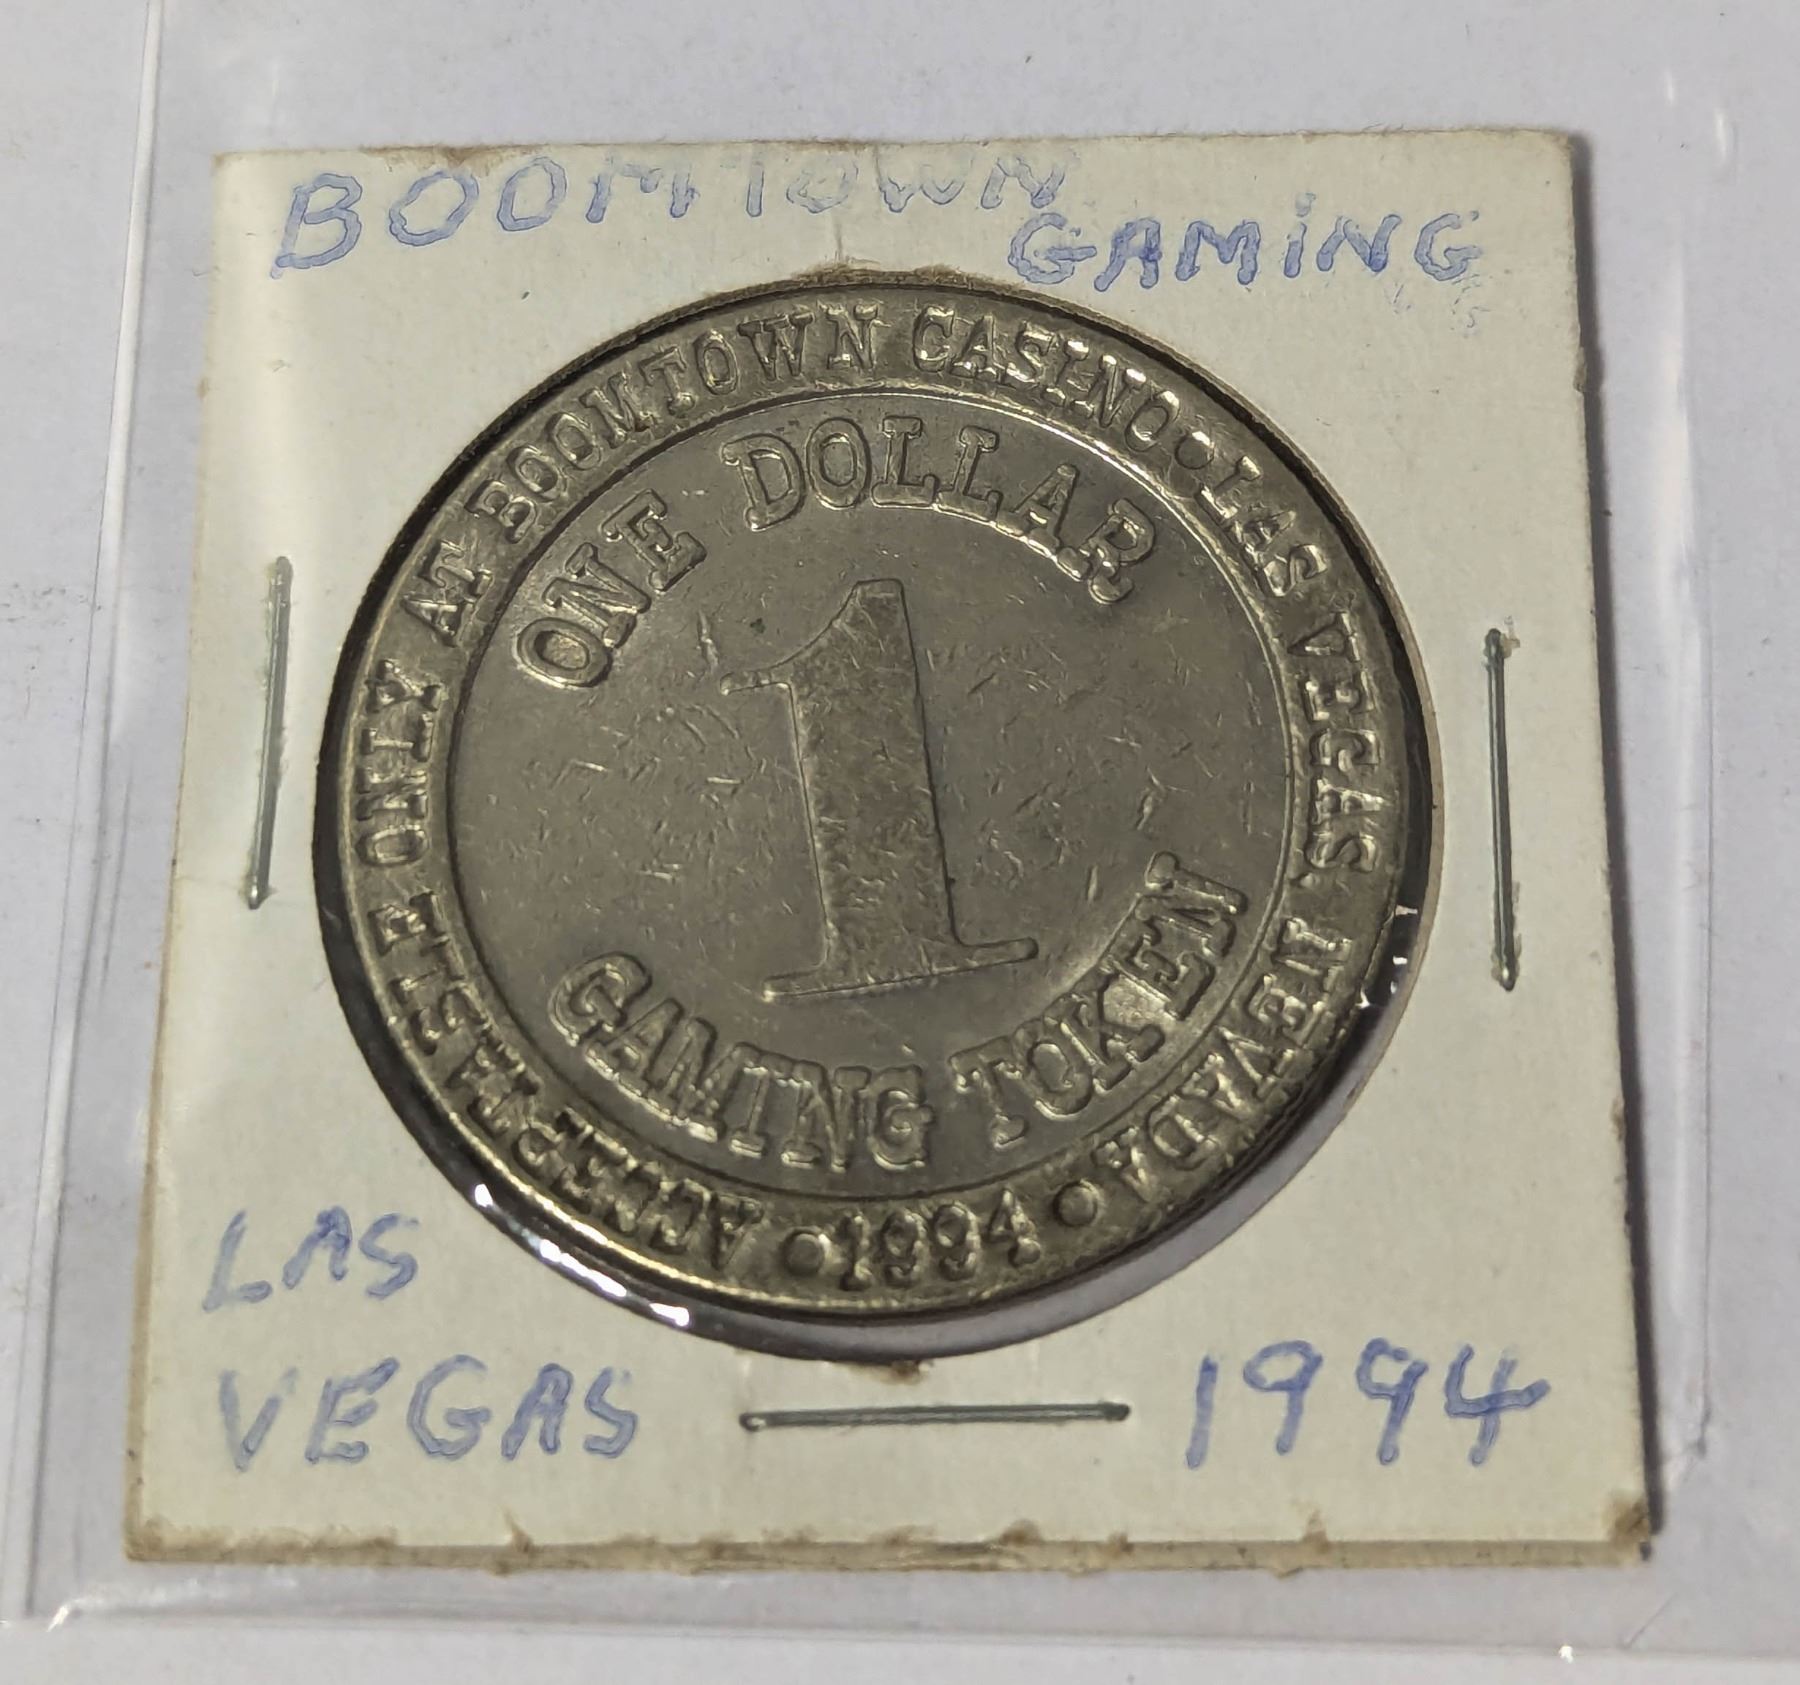 BOOMTOWN
GAMiNG
ACCEPTABLE ONLY AT BOOMTOWN CASINO • LAS VEGAS, NEVADA •
ONE DOLLAR
1
GAMING TOKEN
• 1994 •
LAS
VEGAS
1994